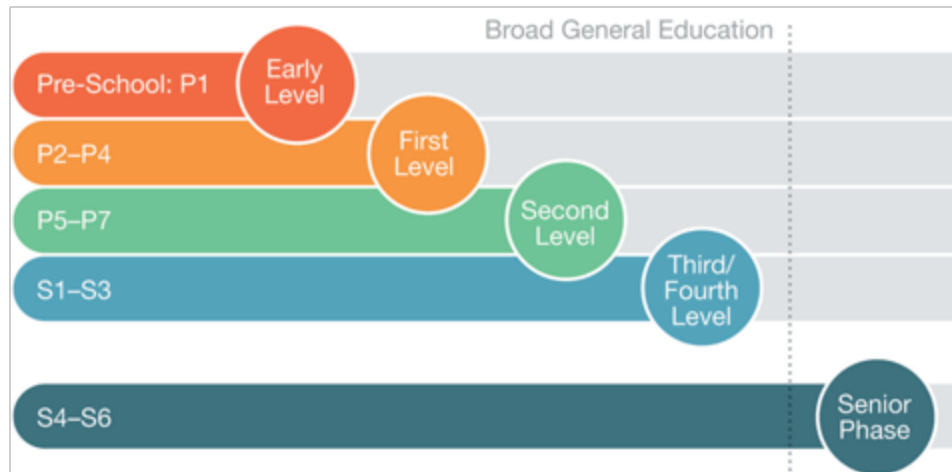 Broad General Education
Pre-School: P1
Early
Level
P2–P4
First
Level
P5–P7
Second
Level
S1–S3
Third/
Fourth
Level
S4–S6
Senior
Phase